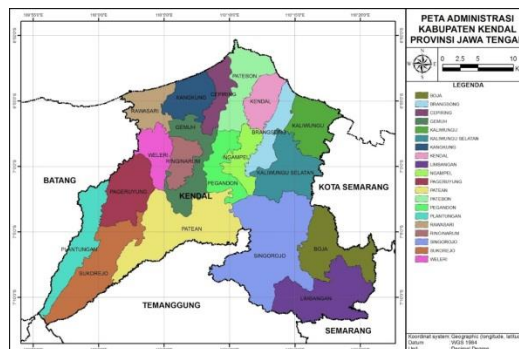 PETA ADMINISTRASI
KABUPATEN KENDAL
PROVINSI JAWA TENGAH
LEGENDA
BOJA
BRANGSONG
CEPIRING
GEMUH
KALIWUNGU
KALIWUNGU SELATAN
KANGKUNG
KENDAL
LIMBANGAN
NGAMPEL
PAGERUYUNG
PATEAN
PATEBON
PEGANDON
PLANTUNGAN
RINGINARUM
SINGOROJO
SUKOREJO
WELERI
PATEBON
CEPIRING
KANGKUNG
KENDAL
GEMUH
BRANGSONG
KALIWUNGU
WELERI
RINGINARUM
NGAMPEL
PEGANDON
KALIWUNGU SELATAN
BATANG
KENDAL
KOTA SEMARANG
PAGERUYUNG
PATEAN
PLANTUNGAN
SUKOREJO
SINGOROJO
BOJA
LIMBANGAN
TEMANGGUNG
SEMARANG
Datum
WGS 1984